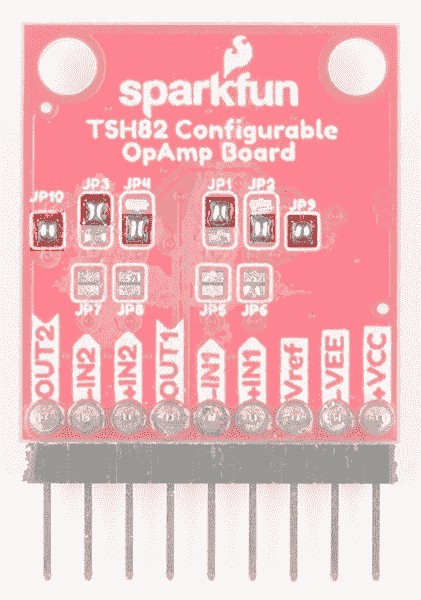 sparkfun
TSH82 Configurable
OpAmp Board
JP10 JP3 JP4 JP1 JP2 JP9
JP7 JP8 JP5 JP6
OUT2 -IN2 +IN2 OUT1 -IN1 +IN1 Vref -VEE +VCC